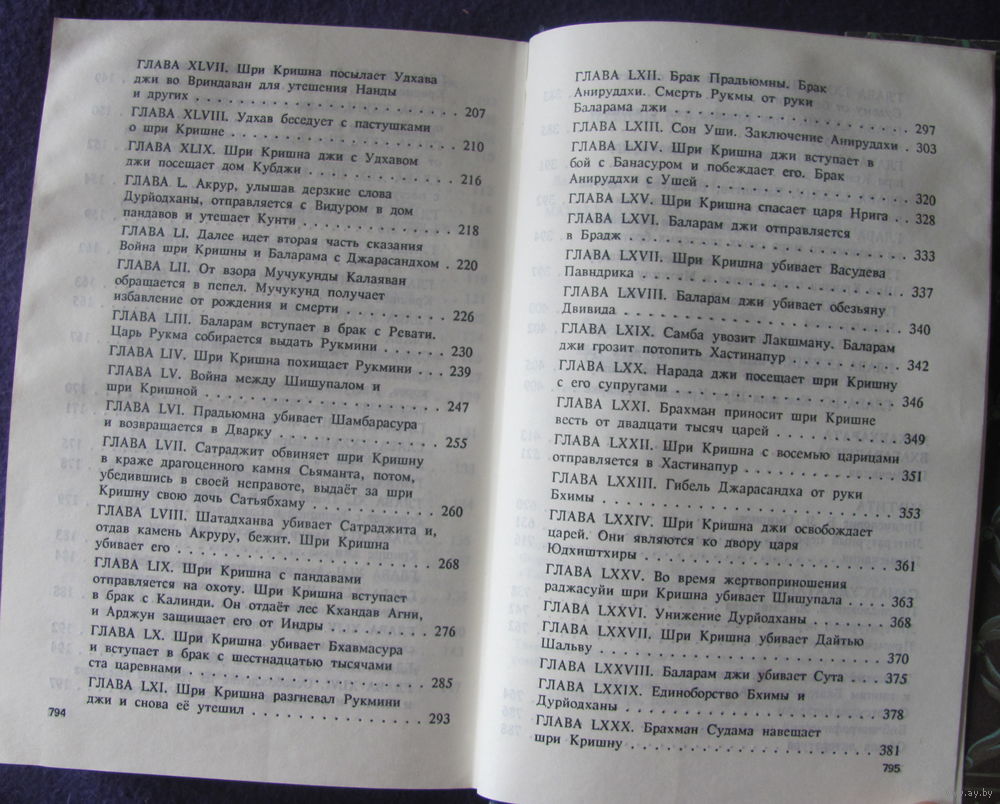 ГЛАВА XLVII. Шри Кришна посылает Удхава
джи во Вриндаван для утешения Нанды
и других . . . . . . . . . . . . . . . . . . . . 207
ГЛАВА XLVIII. Удхав беседует с пастушками
о шри Кришне . . . . . . . . . . . . . . . . . 210
ГЛАВА XLIX. Шри Кришна джи с Удхавом
джи посещает дом Кубджи . . . . . . . . . . 216
ГЛАВА L. Акрур, улышав дерзкие слова
Дурйодханы, отправляется с Видуром в дом
пандавов и утешает Кунти . . . . . . . . . . 218
ГЛАВА LI. Далее идет вторая часть сказания
Война шри Кришны и Баларама с Джарасандхом . 220
ГЛАВА LII. От взора Мучукунды Калаяван
обращается в пепел. Мучукунд получает
избавление от рождения и смерти . . . . . . . 226
ГЛАВА LIII. Баларам вступает в брак с Ревати.
Царь Рукма собирается выдать Рукмини . . . . . 230
ГЛАВА LIV. Шри Кришна похищает Рукмини . . . 239
ГЛАВА LV. Война между Шишупалом и
шри Кришной . . . . . . . . . . . . . . . . . 247
ГЛАВА LVI. Прадьюмна убивает Шамбарасура
и возвращается в Дварку . . . . . . . . . . . 255
ГЛАВА LVII. Сатраджит обвиняет шри Кришну
в краже драгоценного камня Сьяманта, потом,
убедившись в своей неправоте, выдаёт за шри
Кришну свою дочь Сатьябхаму . . . . . . . . . 260
ГЛАВА LVIII. Шатадханва убивает Сатраджита и,
отдав камень Акруру, бежит. Шри Кришна
убивает его . . . . . . . . . . . . . . . . . . 268
ГЛАВА LIX. Шри Кришна с пандавами
отправляется на охоту. Шри Кришна вступает
в брак с Калинди. Он отдаёт лес Кхандав Агни,
и Арджун защищает его от Индры . . . . . . . 276
ГЛАВА LX. Шри Кришна убивает Бхавмасура
и вступает в брак с шестнадцатью тысячами
ста царевнами . . . . . . . . . . . . . . . . . 285
ГЛАВА LXI. Шри Кришна разгневал Рукмини
джи и снова её утешил . . . . . . . . . . . . . 293
794
ГЛАВА LXII. Брак Прадьюмны. Брак
Анируддхи. Смерть Рукмы от руки
Баларама джи . . . . . . . . . . . . . . . . . 297
ГЛАВА LXIII. Сон Уши. Заключение Анируддхи . 303
ГЛАВА LXIV. Шри Кришна джи вступает в
бой с Банасуром и побеждает его. Брак
Анируддхи с Ушей . . . . . . . . . . . . . . . 320
ГЛАВА LXV. Шри Кришна спасает царя Нрига . . 328
ГЛАВА LXVI. Баларам джи отправляется
в Брадж . . . . . . . . . . . . . . . . . . . . 333
ГЛАВА LXVII. Шри Кришна убивает Васудева
Павндрика . . . . . . . . . . . . . . . . . . . 337
ГЛАВА LXVIII. Баларам джи убивает обезьяну
Двивида . . . . . . . . . . . . . . . . . . . . 340
ГЛАВА LXIX. Самба увозит Лакшману. Баларам
джи грозит потопить Хастинапур . . . . . . . . 342
ГЛАВА LXX. Нарада джи посещает шри Кришну
с его супругами . . . . . . . . . . . . . . . . 346
ГЛАВА LXXI. Брахман приносит шри Кришне
весть от двадцати тысяч царей . . . . . . . . . 349
ГЛАВА LXXII. Шри Кришна с восемью царицами
отправляется в Хастинапур . . . . . . . . . . . 351
ГЛАВА LXXIII. Гибель Джарасандха от руки
Бхимы . . . . . . . . . . . . . . . . . . . . . 353
ГЛАВА LXXIV. Шри Кришна джи освобождает
царей. Они являются ко двору царя
Юдхиштхиры . . . . . . . . . . . . . . . . . . 361
ГЛАВА LXXV. Во время жертвоприношения
раджасуйи шри Кришна убивает Шишупала . . . . 363
ГЛАВА LXXVI. Унижение Дурйодханы . . . . . . 368
ГЛАВА LXXVII. Шри Кришна убивает Дайтью
Шальву . . . . . . . . . . . . . . . . . . . . 370
ГЛАВА LXXVIII. Баларам джи убивает Сута . . . 375
ГЛАВА LXXIX. Единоборство Бхимы и
Дурйодханы . . . . . . . . . . . . . . . . . . 378
ГЛАВА LXXX. Брахман Судама навещает
шри Кришну . . . . . . . . . . . . . . . . . . 381
795
www.ay.by